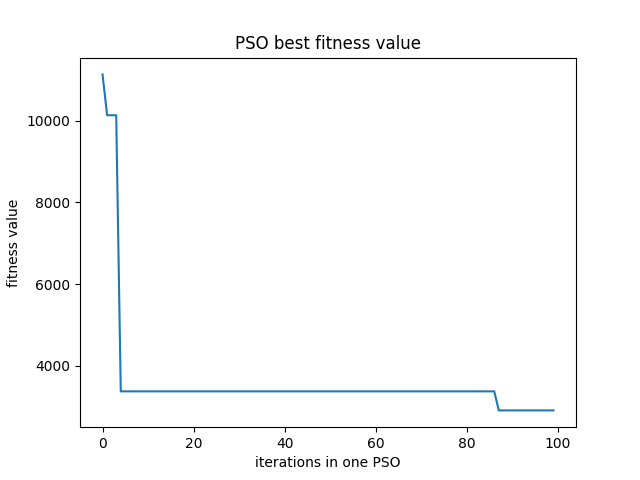 PSO best fitness value
10000
8000
6000
4000
fitness value
0 20 40 60 80 100
iterations in one PSO